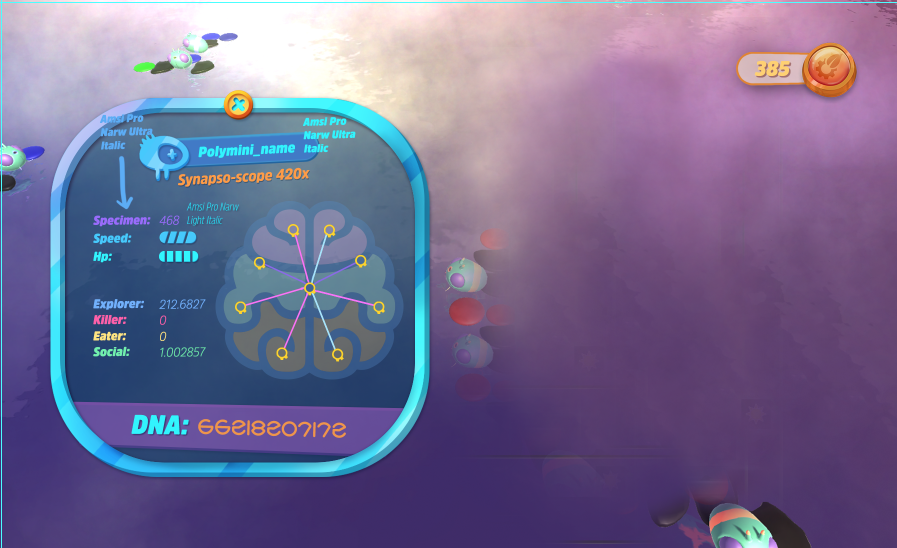 385
Amsi Pro
Narw Ultra
Italic
Amsi Pro
Narw Ultra
Italic
Polymini_name
Synapso-scope 420x
Amsi Pro Narw
Light Italic
Specimen: 468
Speed:
Hp:
Explorer: 212.6827
Killer: 0
Eater: 0
Social: 1.002857
DNA: